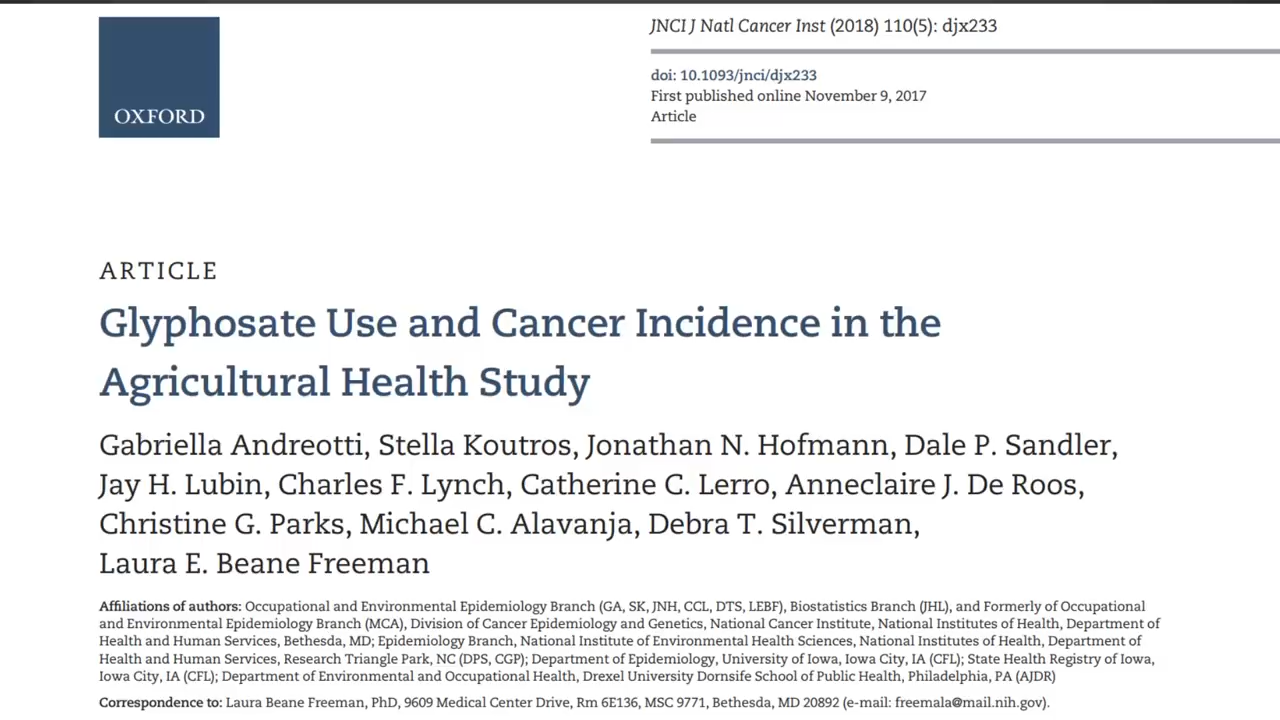 OXFORD
JNCI J Natl Cancer Inst (2018) 110(5): djx233
doi: 10.1093/jnci/djx233
First published online November 9, 2017
Article
ARTICLE
Glyphosate Use and Cancer Incidence in the
Agricultural Health Study
Gabriella Andreotti, Stella Koutros, Jonathan N. Hofmann, Dale P. Sandler,
Jay H. Lubin, Charles F. Lynch, Catherine C. Lerro, Anneclaire J. De Roos,
Christine G. Parks, Michael C. Alavanja, Debra T. Silverman,
Laura E. Beane Freeman
Affiliations of authors: Occupational and Environmental Epidemiology Branch (GA, SK, JNH, CCL, DTS, LEBF), Biostatistics Branch (JHL), and Formerly of Occupational
and Environmental Epidemiology Branch (MCA), Division of Cancer Epidemiology and Genetics, National Cancer Institute, National Institutes of Health, Department of
Health and Human Services, Bethesda, MD; Epidemiology Branch, National Institute of Environmental Health Sciences, National Institutes of Health, Department of
Health and Human Services, Research Triangle Park, NC (DPS, CGP); Department of Epidemiology, University of Iowa, Iowa City, IA (CFL); State Health Registry of Iowa,
Iowa City, IA (CFL); Department of Environmental and Occupational Health, Drexel University Dornsife School of Public Health, Philadelphia, PA (AJDR)
Correspondence to: Laura Beane Freeman, PhD, 9609 Medical Center Drive, Rm 6E136, MSC 9771, Bethesda, MD 20892 (e-mail: freemala@mail.nih.gov).